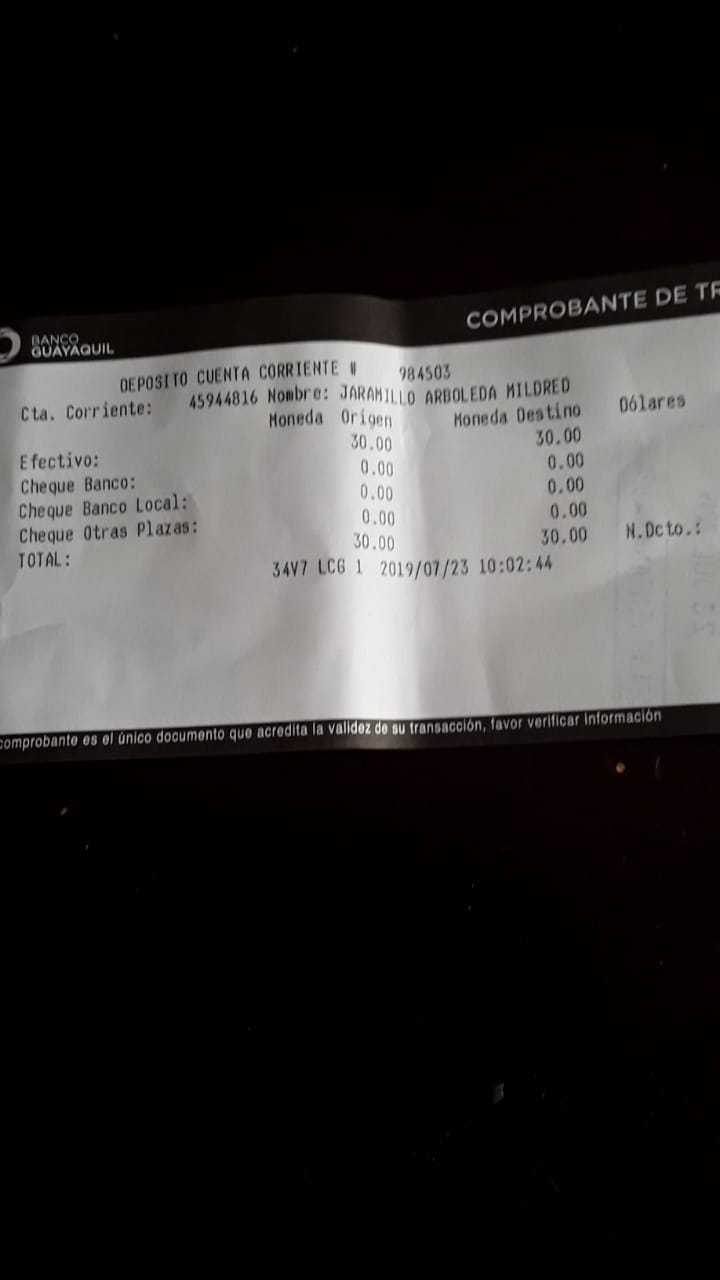 BANCO
GUAYAQUIL
COMPROBANTE DE TR
DEPOSITO CUENTA CORRIENTE # 984503
Cta. Corriente: 45944816 Nombre: JARAMILLO ARBOLEDA MILDRED
Moneda Origen Moneda Destino Dólares
Efectivo: 30.00 30.00
Cheque Banco: 0.00 0.00
Cheque Banco Local: 0.00 0.00
Cheque Otras Plazas: 0.00 0.00
TOTAL: 30.00 30.00 N.Dcto.:
34V7 LCG 1 2019/07/23 10:02:44
comprobante es el único documento que acredita la validez de su transacción, favor verificar información